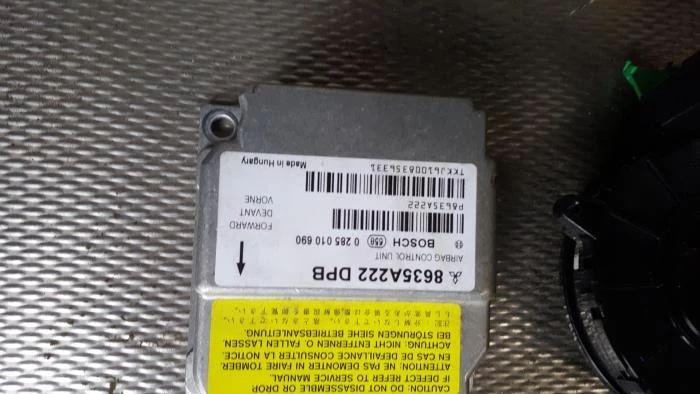 CAUTION: DO NOT
DISASSEMBLE OR DROP.
IF DEFECT REFER TO SERVICE MANUAL.
ATTENTION: NE PAS DEMONTER NI FAIRE TOMBER.
EN CAS DE DEFAILLANCE CONSULTER LA NOTICE.
ACHTUNG: NICHT ENTFERNEN O. FALLEN LASSEN.
BEI STÖRUNGEN SIEHE BETRIEBSANLEITUNG.
8635A222 DPB
AIRBAG CONTROL UNIT
BOSCH 656 0 285 010 690
FORWARD
DEVANT
VORNE
P8635A222
TKKJ61D08356331
Made in Hungary